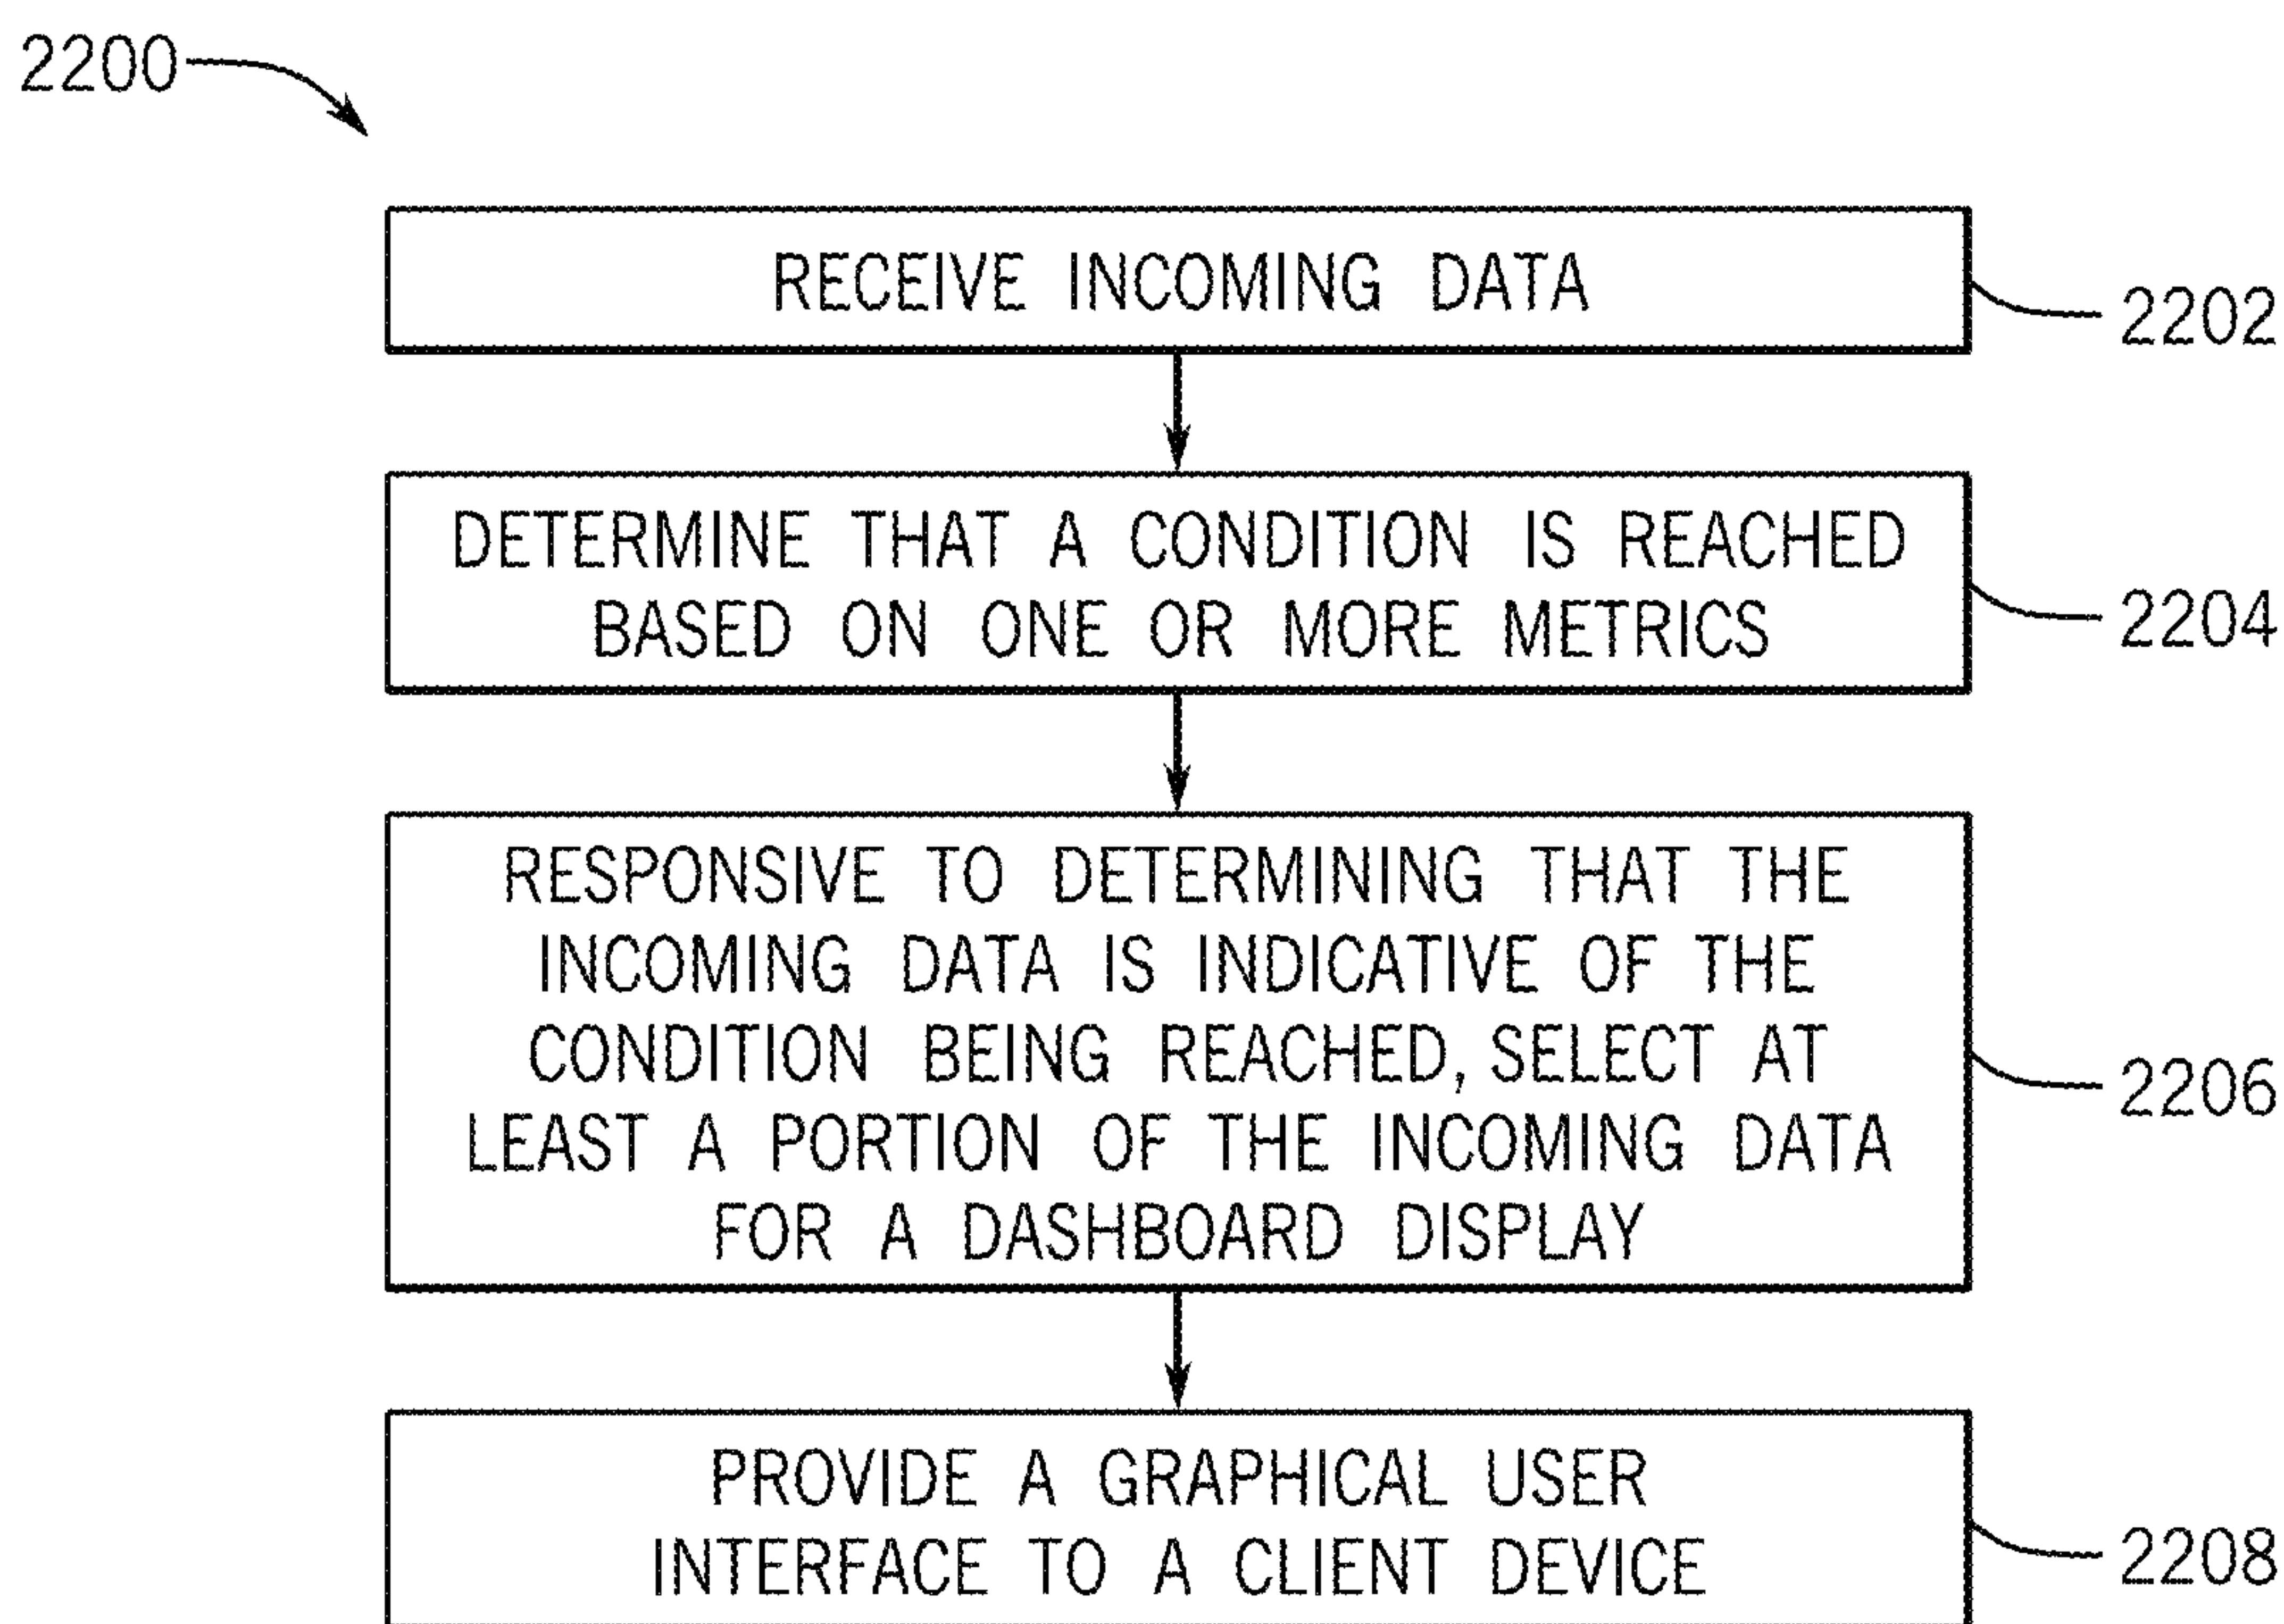 2200
RECEIVE INCOMING DATA
2202
DETERMINE THAT A CONDITION IS REACHED
BASED ON ONE OR MORE METRICS
2204
RESPONSIVE TO DETERMINING THAT THE
INCOMING DATA IS INDICATIVE OF THE
CONDITION BEING REACHED, SELECT AT
LEAST A PORTION OF THE INCOMING DATA
FOR A DASHBOARD DISPLAY
2206
PROVIDE A GRAPHICAL USER
INTERFACE TO A CLIENT DEVICE
2208